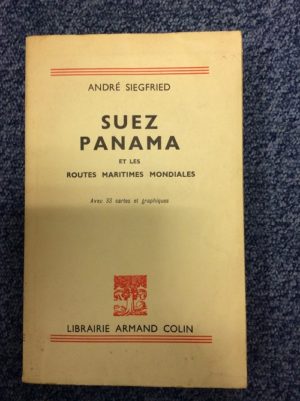 ANDRÉ SIEGFRIED
SUEZ
PANAMA
ET LES
ROUTES MARITIMES MONDIALES
Avec 33 cartes et graphiques
LIBRAIRIE ARMAND COLIN